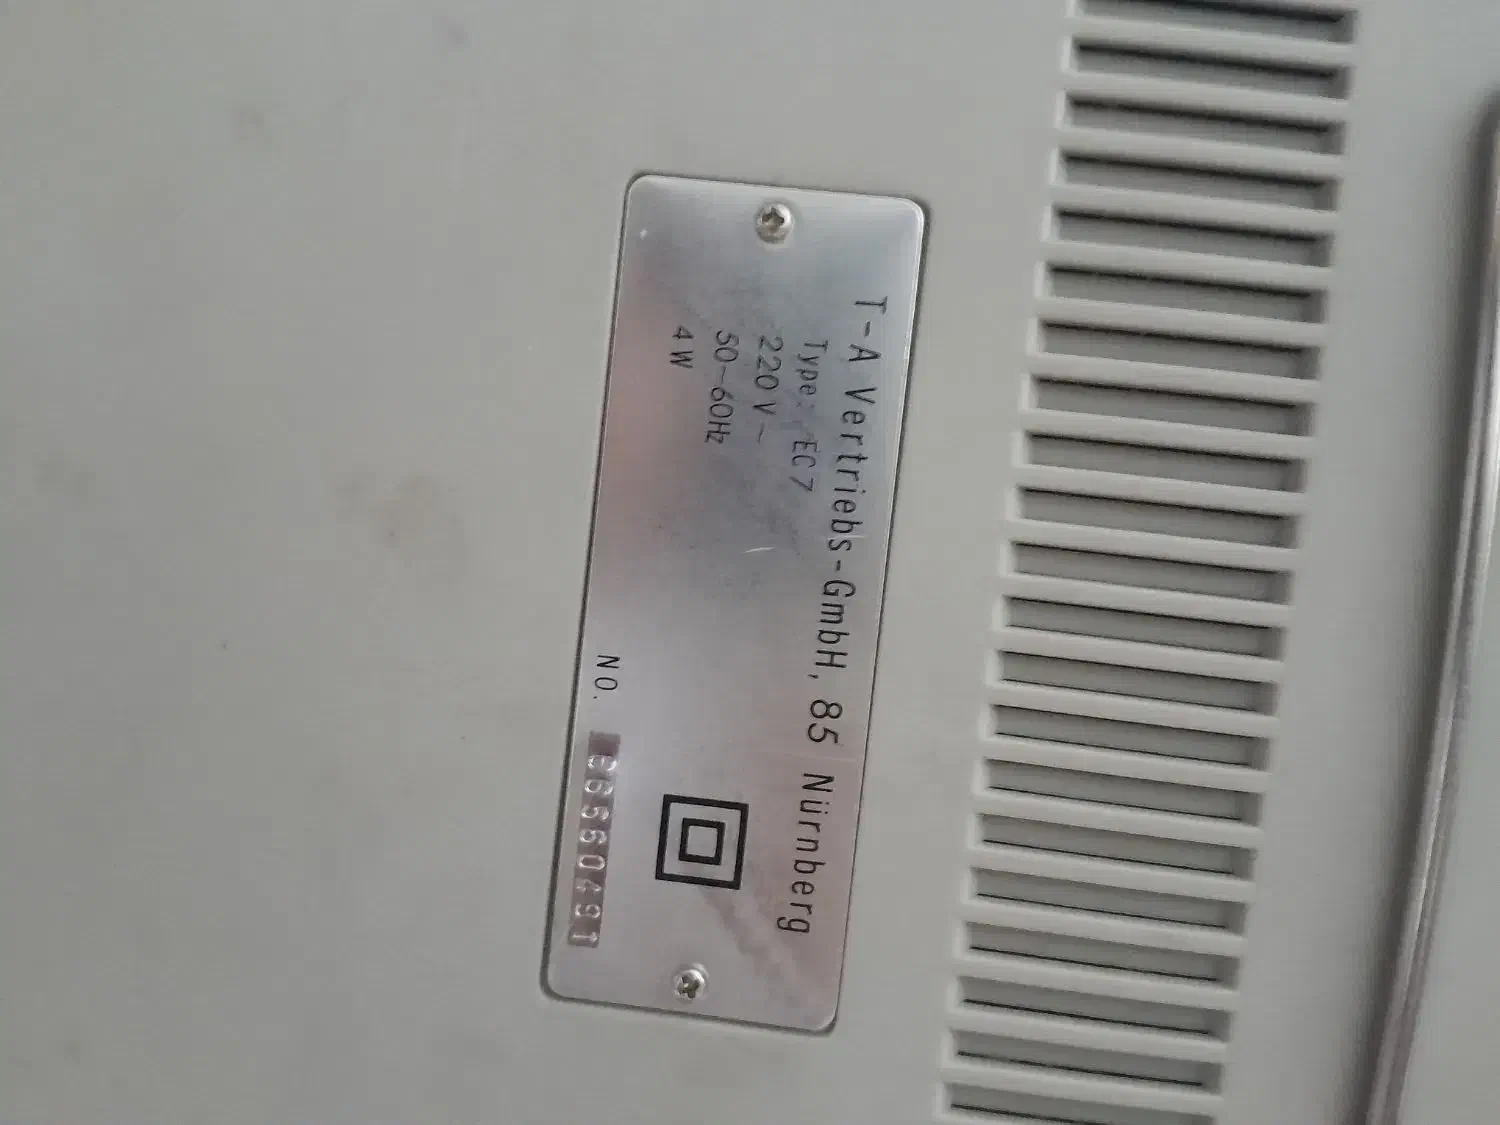 T-A Vertriebs-GmbH, 85 Nürnberg
Type: EC 7
220 V ~
50-60Hz
4 W
NO.